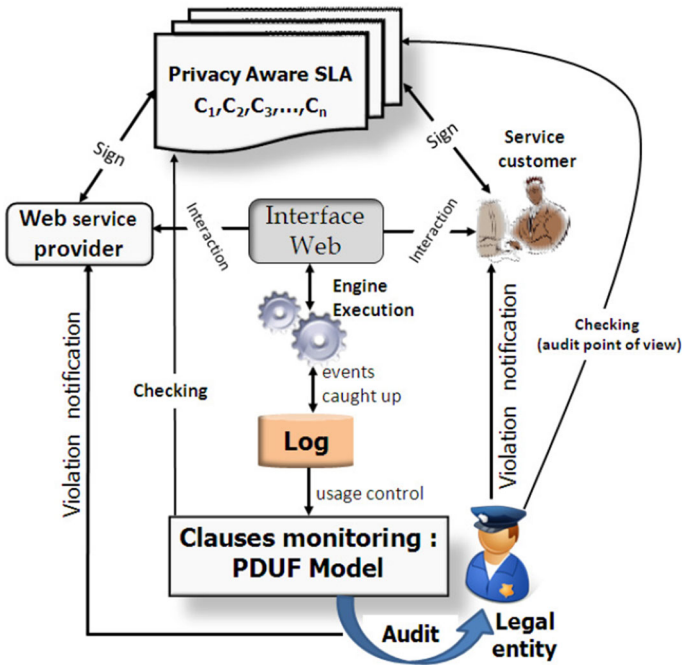 Privacy Aware SLA
C₁,C₂,C₃,...,Cₙ
Sign
Sign
Service
customer
Web service
provider
Interaction
Interface
Web
Interaction
Engine
Execution
Checking
(audit point of view)
events
caught up
Checking
Violation notification
Violation notification
Log
usage control
Clauses monitoring :
PDUF Model
Audit
Legal
entity